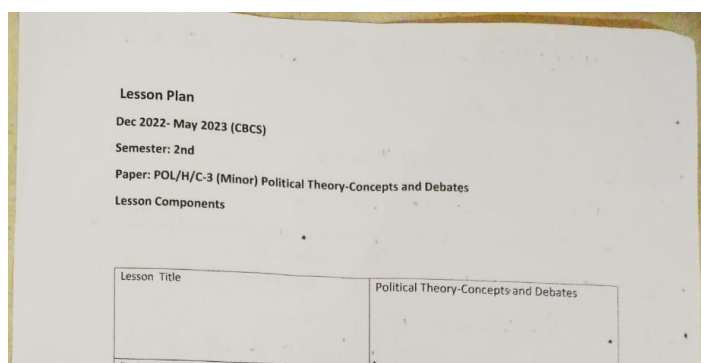 Lesson Plan
Dec 2022- May 2023 (CBCS)
Semester: 2nd
Paper: POL/H/C-3 (Minor) Political Theory-Concepts and Debates
Lesson Components
Lesson Title
Political Theory-Concepts and Debates